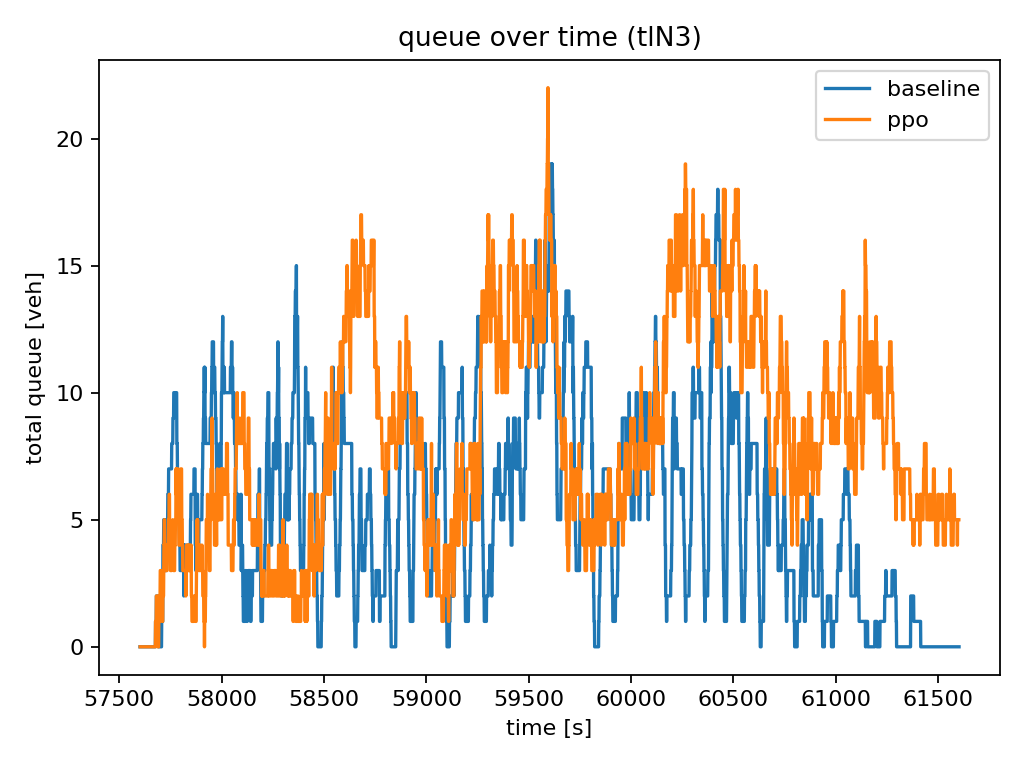 queue over time (tlN3)
baseline
ppo
total queue [veh]
20
15
10
5
0
57500 58000 58500 59000 59500 60000 60500 61000 61500
time [s]